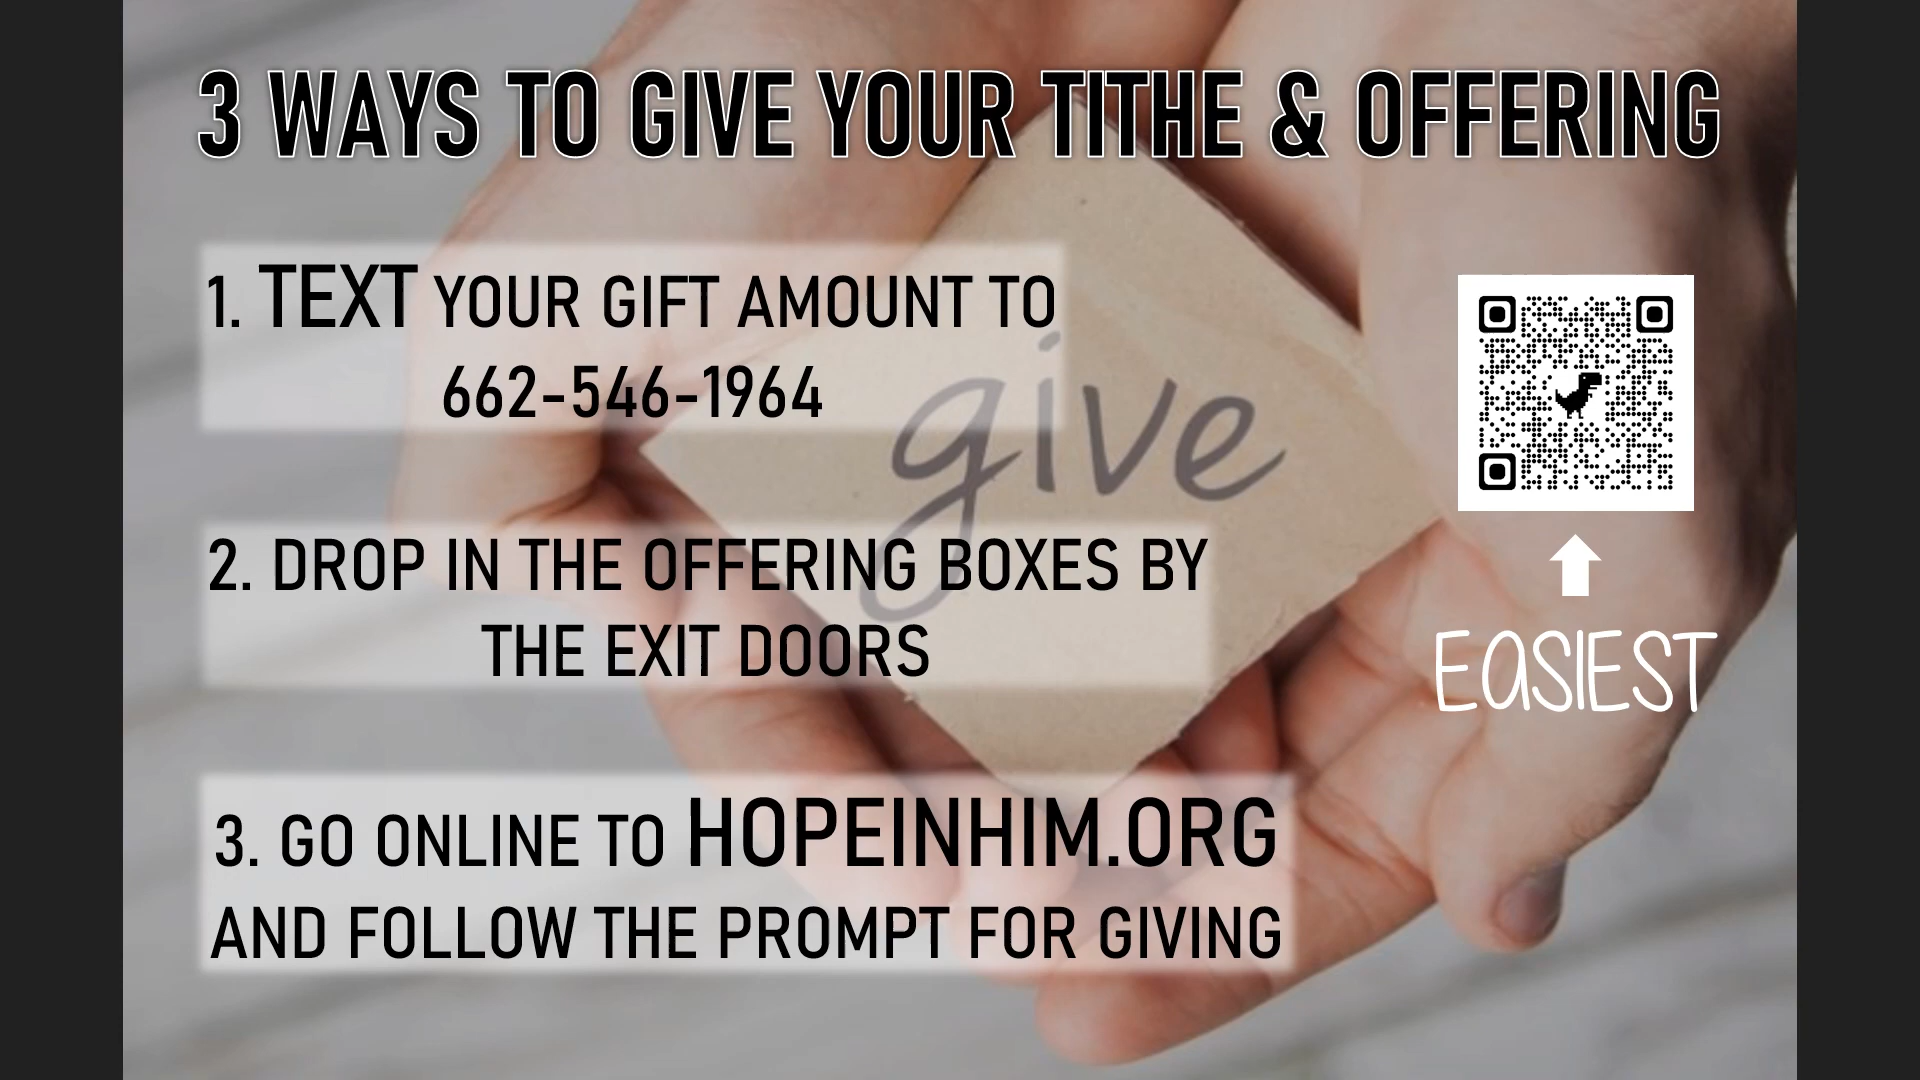 3 WAYS TO GIVE YOUR TITHE & OFFERING
1. TEXT YOUR GIFT AMOUNT TO
662-546-1964
give
2. DROP IN THE OFFERING BOXES BY
THE EXIT DOORS
EASIEST
3. GO ONLINE TO HOPEINHIM.ORG
AND FOLLOW THE PROMPT FOR GIVING